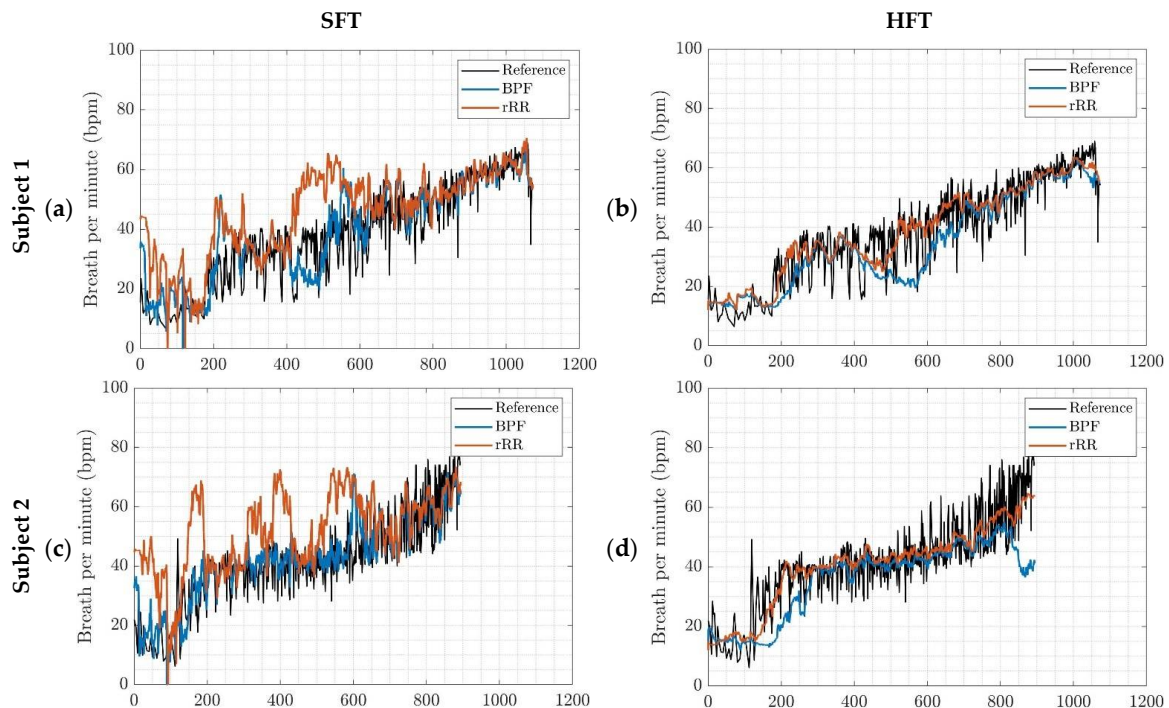 SFT
HFT
Subject 1
(a)
Breath per minute (bpm)
100
80
60
40
20
0
0 200 400 600 800 1000 1200
Reference
BPF
rRR
(b)
Breath per minute (bpm)
100
80
60
40
20
0
0 200 400 600 800 1000 1200
Reference
BPF
rRR
Subject 2
(c)
Breath per minute (bpm)
100
80
60
40
20
0
0 200 400 600 800 1000 1200
Reference
BPF
rRR
(d)
Breath per minute (bpm)
100
80
60
40
20
0
0 200 400 600 800 1000 1200
Reference
BPF
rRR